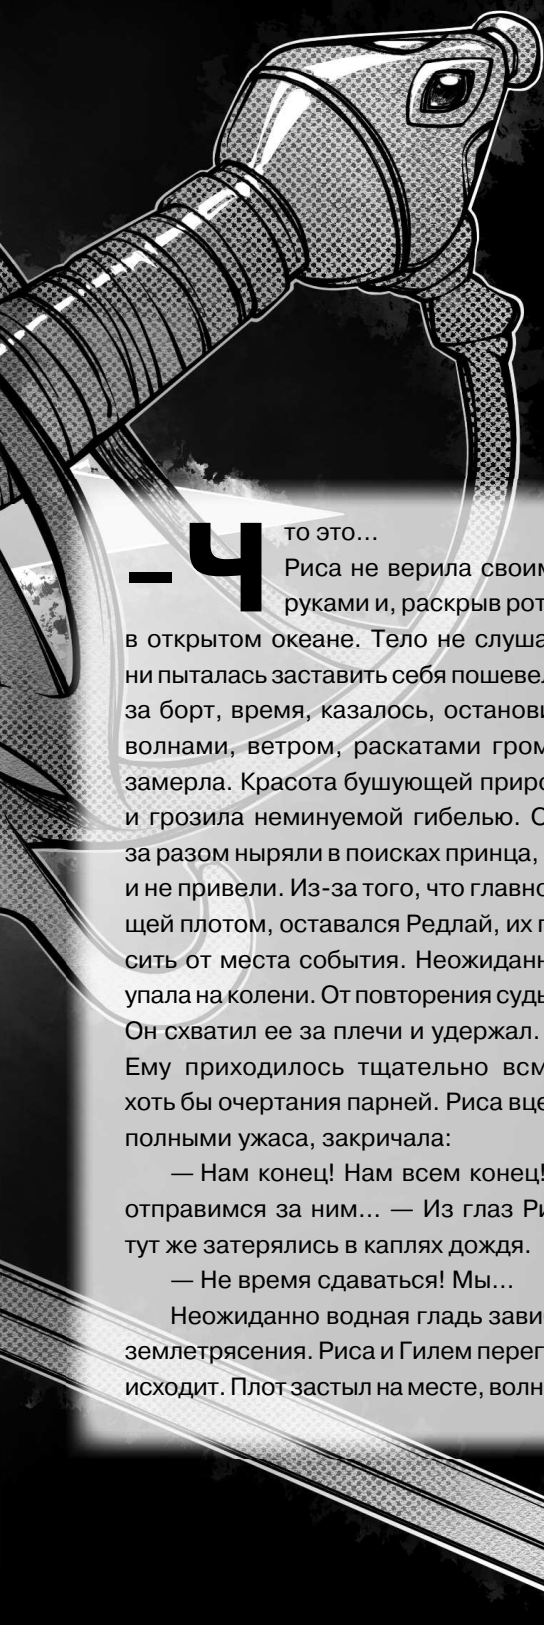 – Что это...
Риса не верила своим
руками и, раскрыв рот
в открытом океане. Тело не слуша
ни пыталась заставить себя пошевел
за борт, время, казалось, останови
волнами, ветром, раскатами гром
замерла. Красота бушующей приро
и грозила неминуемой гибелью. С
за разом ныряли в поисках принца,
и не привели. Из-за того, что главно
щей плотом, оставался Редлай, их п
сить от места события. Неожиданн
упала на колени. От повторения судь
Он схватил ее за плечи и удержал.
Ему приходилось тщательно всм
хоть бы очертания парней. Риса вце
полными ужаса, закричала:
— Нам конец! Нам всем конец!
отправимся за ним... — Из глаз Ри
тут же затерялись в каплях дождя.
— Не время сдаваться! Мы...
Неожиданно водная гладь зави
землетрясения. Риса и Гилем перег
исходит. Плот застыл на месте, волн